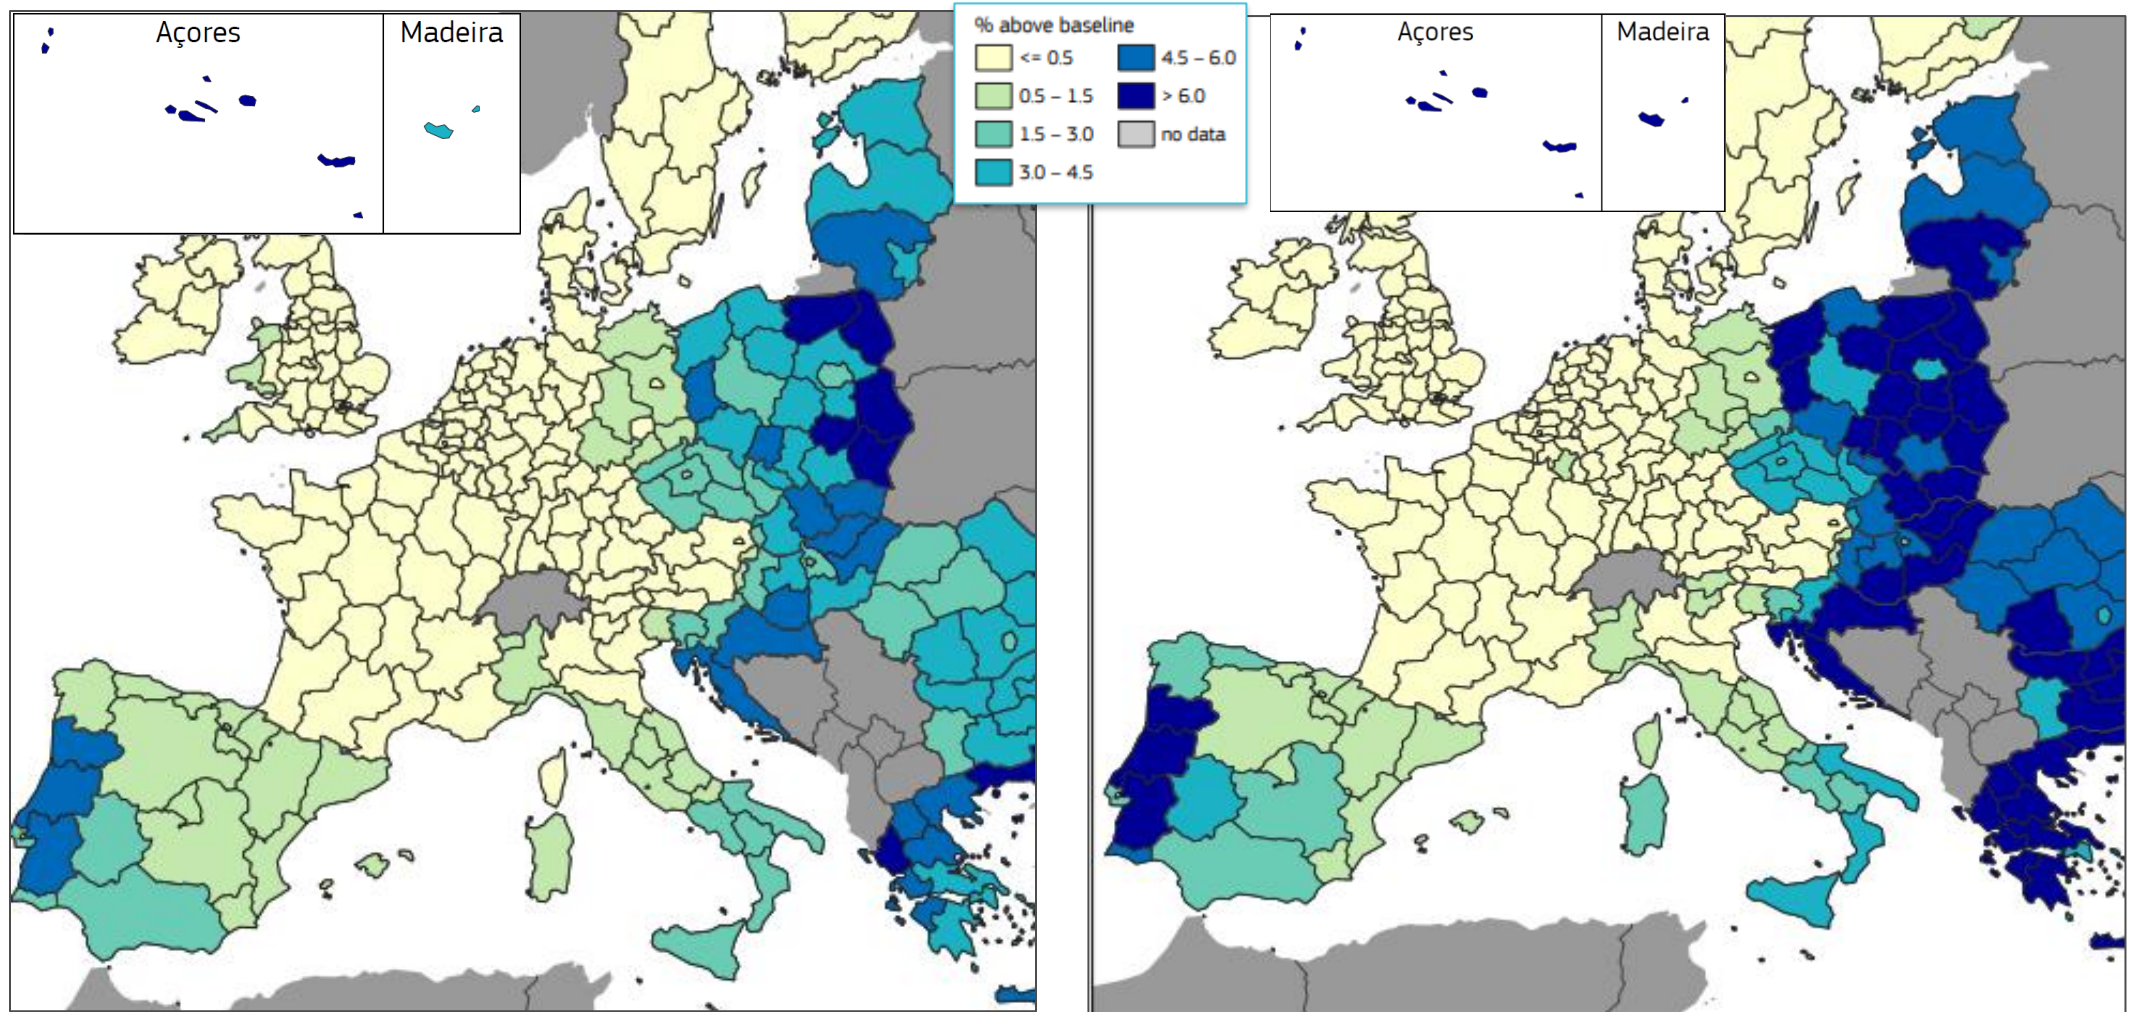 Açores
Madeira
% above baseline
<= 0.5
4.5 – 6.0
0.5 – 1.5
> 6.0
1.5 – 3.0
no data
3.0 – 4.5
Açores
Madeira